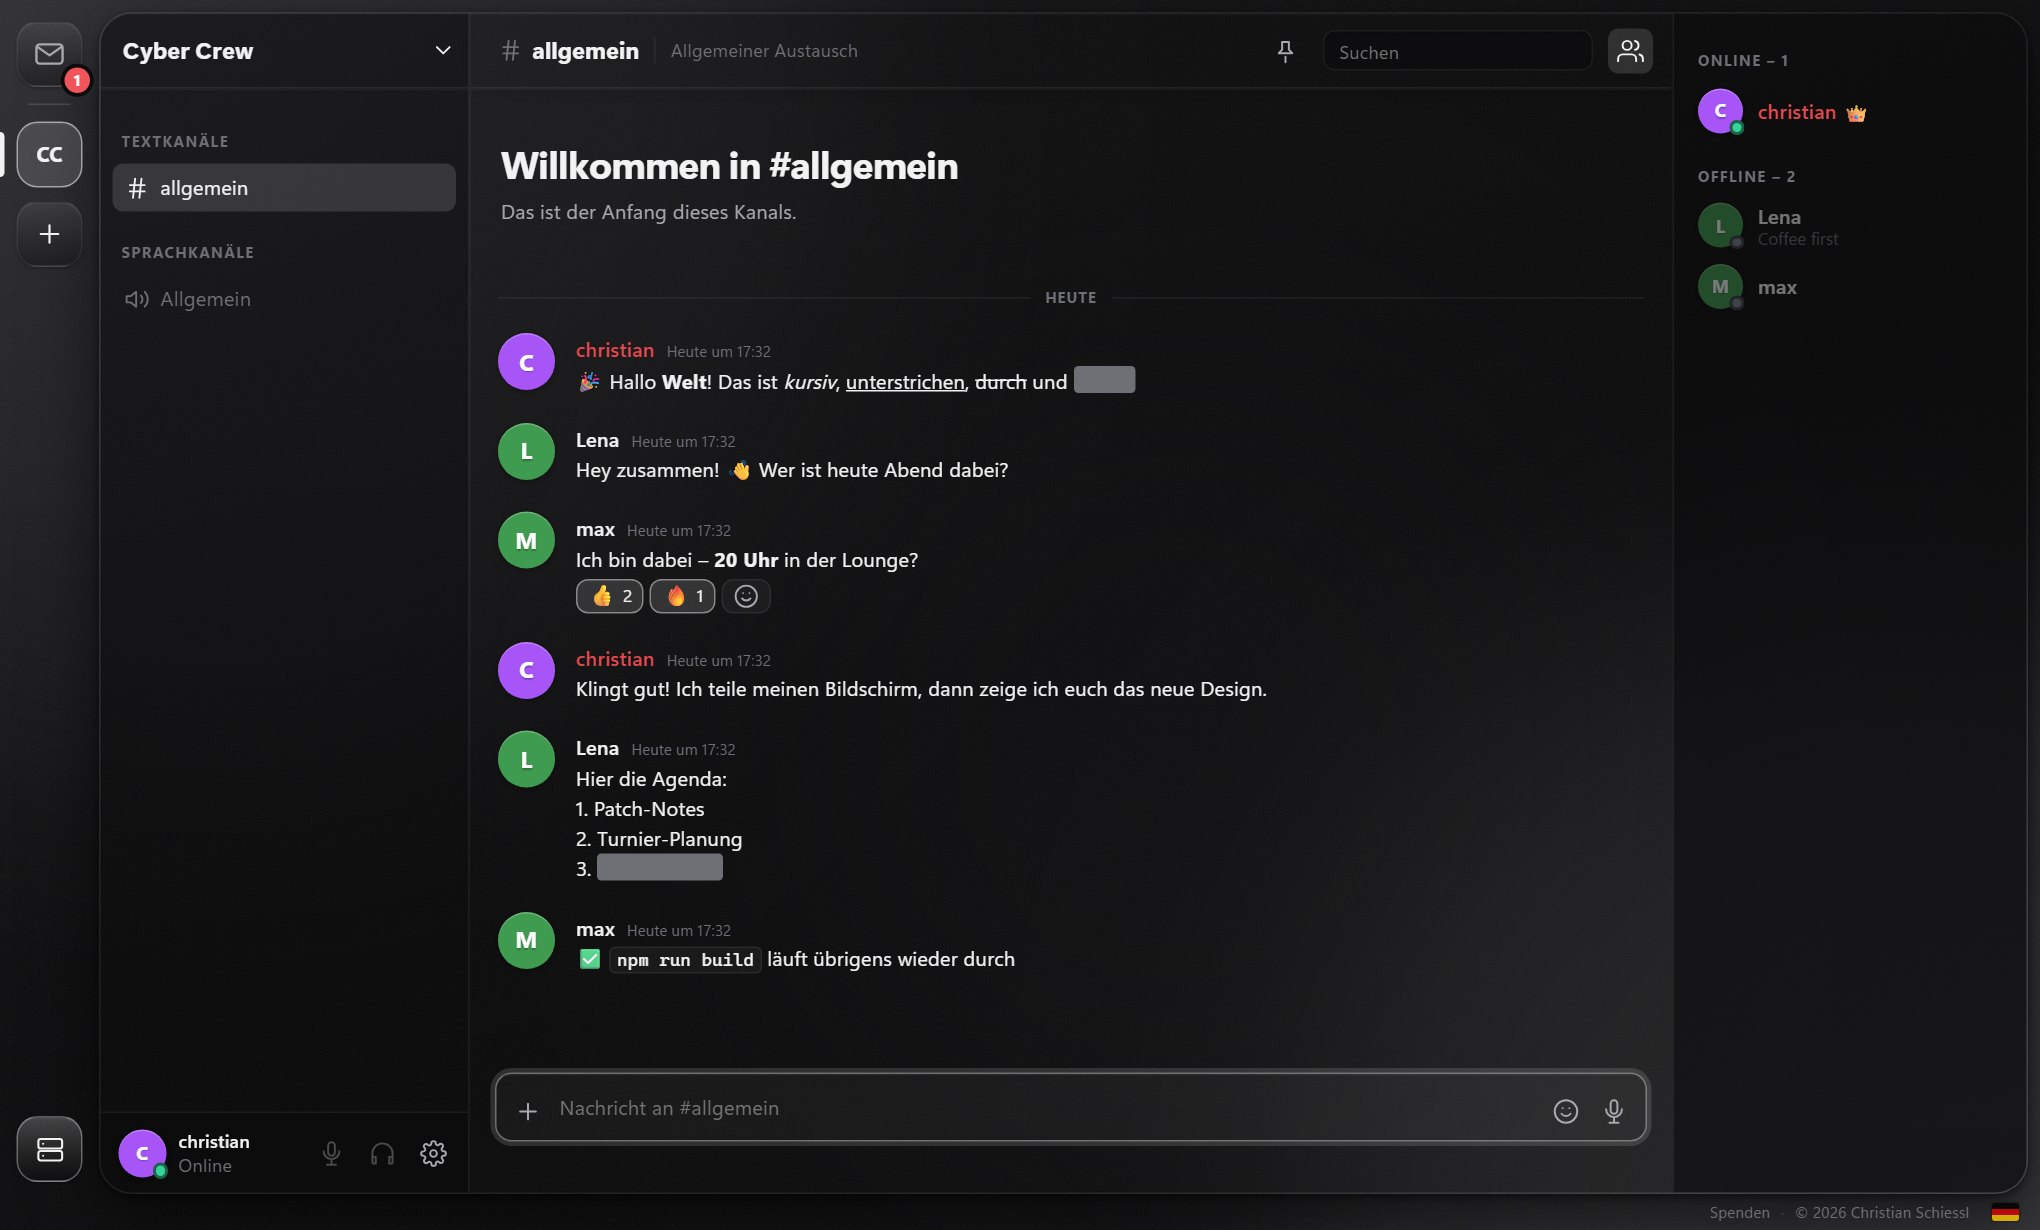 1
CC
Cyber Crew
TEXTKANÄLE
# allgemein
SPRACHKANÄLE
Allgemein
C
christian
Online
# allgemein
Allgemeiner Austausch
Suchen
Willkommen in #allgemein
Das ist der Anfang dieses Kanals.
HEUTE
C
christian Heute um 17:32
🎉 Hallo Welt! Das ist kursiv, unterstrichen, durch und
L
Lena Heute um 17:32
Hey zusammen! 👋 Wer ist heute Abend dabei?
M
max Heute um 17:32
Ich bin dabei – 20 Uhr in der Lounge?
👍 2 🔥 1
C
christian Heute um 17:32
Klingt gut! Ich teile meinen Bildschirm, dann zeige ich euch das neue Design.
L
Lena Heute um 17:32
Hier die Agenda:
1. Patch-Notes
2. Turnier-Planung
3.
M
max Heute um 17:32
✅ npm run build läuft übrigens wieder durch
Nachricht an #allgemein
ONLINE – 1
C
christian 👑
OFFLINE – 2
L
Lena
Coffee first
M
max
Spenden · © 2026 Christian Schiessl